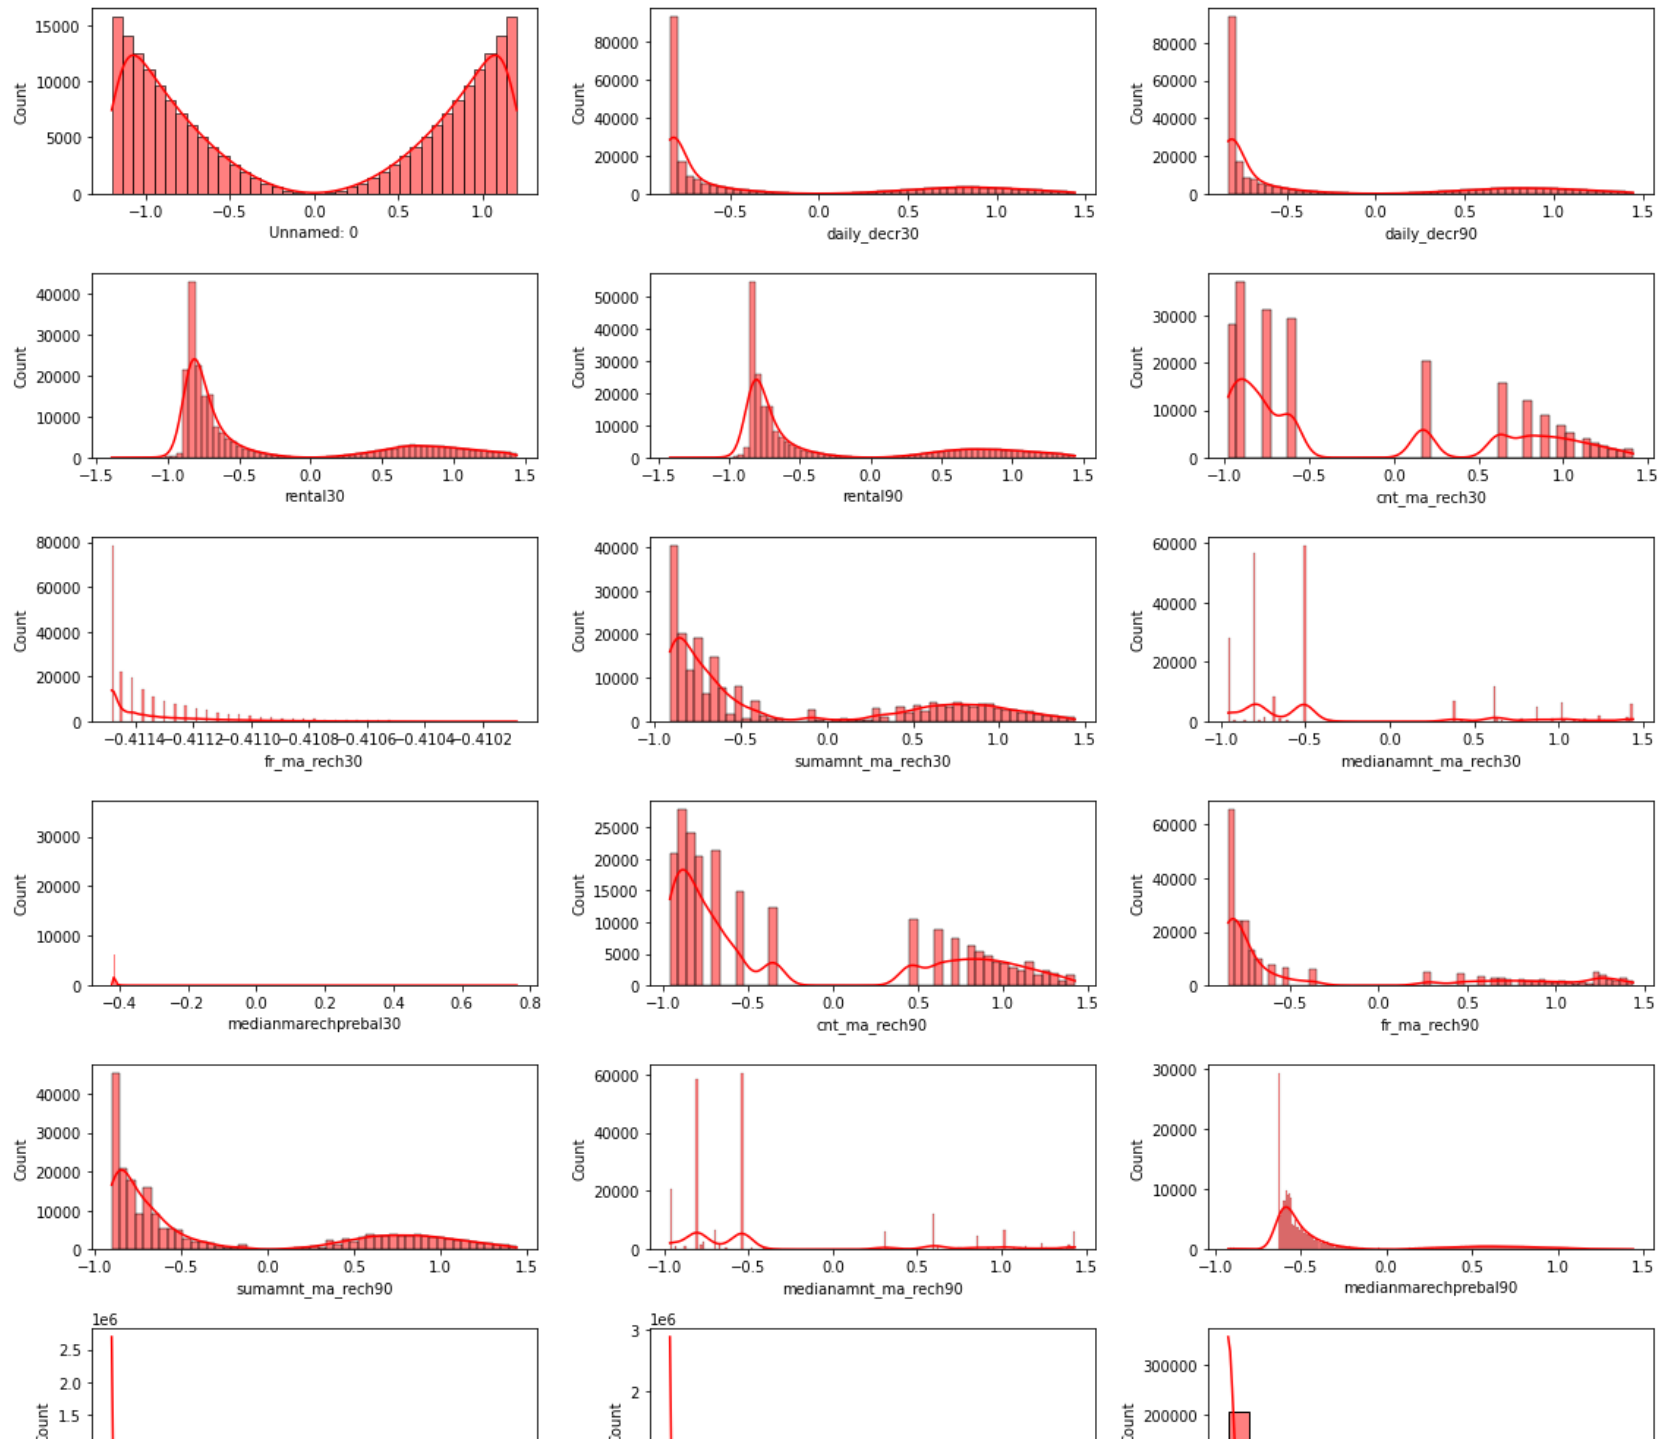 15000
10000
5000
0
Count
−1.0 −0.5 0.0 0.5 1.0
Unnamed: 0
80000
60000
40000
20000
0
Count
−0.5 0.0 0.5 1.0 1.5
daily_decr30
80000
60000
40000
20000
0
Count
−0.5 0.0 0.5 1.0 1.5
daily_decr90
40000
30000
20000
10000
0
Count
−1.5 −1.0 −0.5 0.0 0.5 1.0 1.5
rental30
50000
40000
30000
20000
10000
0
Count
−1.5 −1.0 −0.5 0.0 0.5 1.0 1.5
rental90
30000
20000
10000
0
Count
−1.0 −0.5 0.0 0.5 1.0 1.5
cnt_ma_rech30
80000
60000
40000
20000
0
Count
−0.4114−0.4112−0.4110−0.4108−0.4106−0.4104−0.4102
fr_ma_rech30
40000
30000
20000
10000
0
Count
−1.0 −0.5 0.0 0.5 1.0 1.5
sumamnt_ma_rech30
60000
40000
20000
0
Count
−1.0 −0.5 0.0 0.5 1.0 1.5
medianamnt_ma_rech30
30000
20000
10000
0
Count
−0.4 −0.2 0.0 0.2 0.4 0.6 0.8
medianmarechprebal30
25000
20000
15000
10000
5000
0
Count
−1.0 −0.5 0.0 0.5 1.0 1.5
cnt_ma_rech90
60000
40000
20000
0
Count
−0.5 0.0 0.5 1.0 1.5
fr_ma_rech90
40000
30000
20000
10000
0
Count
−1.0 −0.5 0.0 0.5 1.0 1.5
sumamnt_ma_rech90
60000
40000
20000
0
Count
−1.0 −0.5 0.0 0.5 1.0 1.5
medianamnt_ma_rech90
30000
20000
10000
0
Count
−1.0 −0.5 0.0 0.5 1.0 1.5
medianmarechprebal90
1e6
2.5
2.0
1.5
Count
1e6
3
2
Count
300000
200000
Count